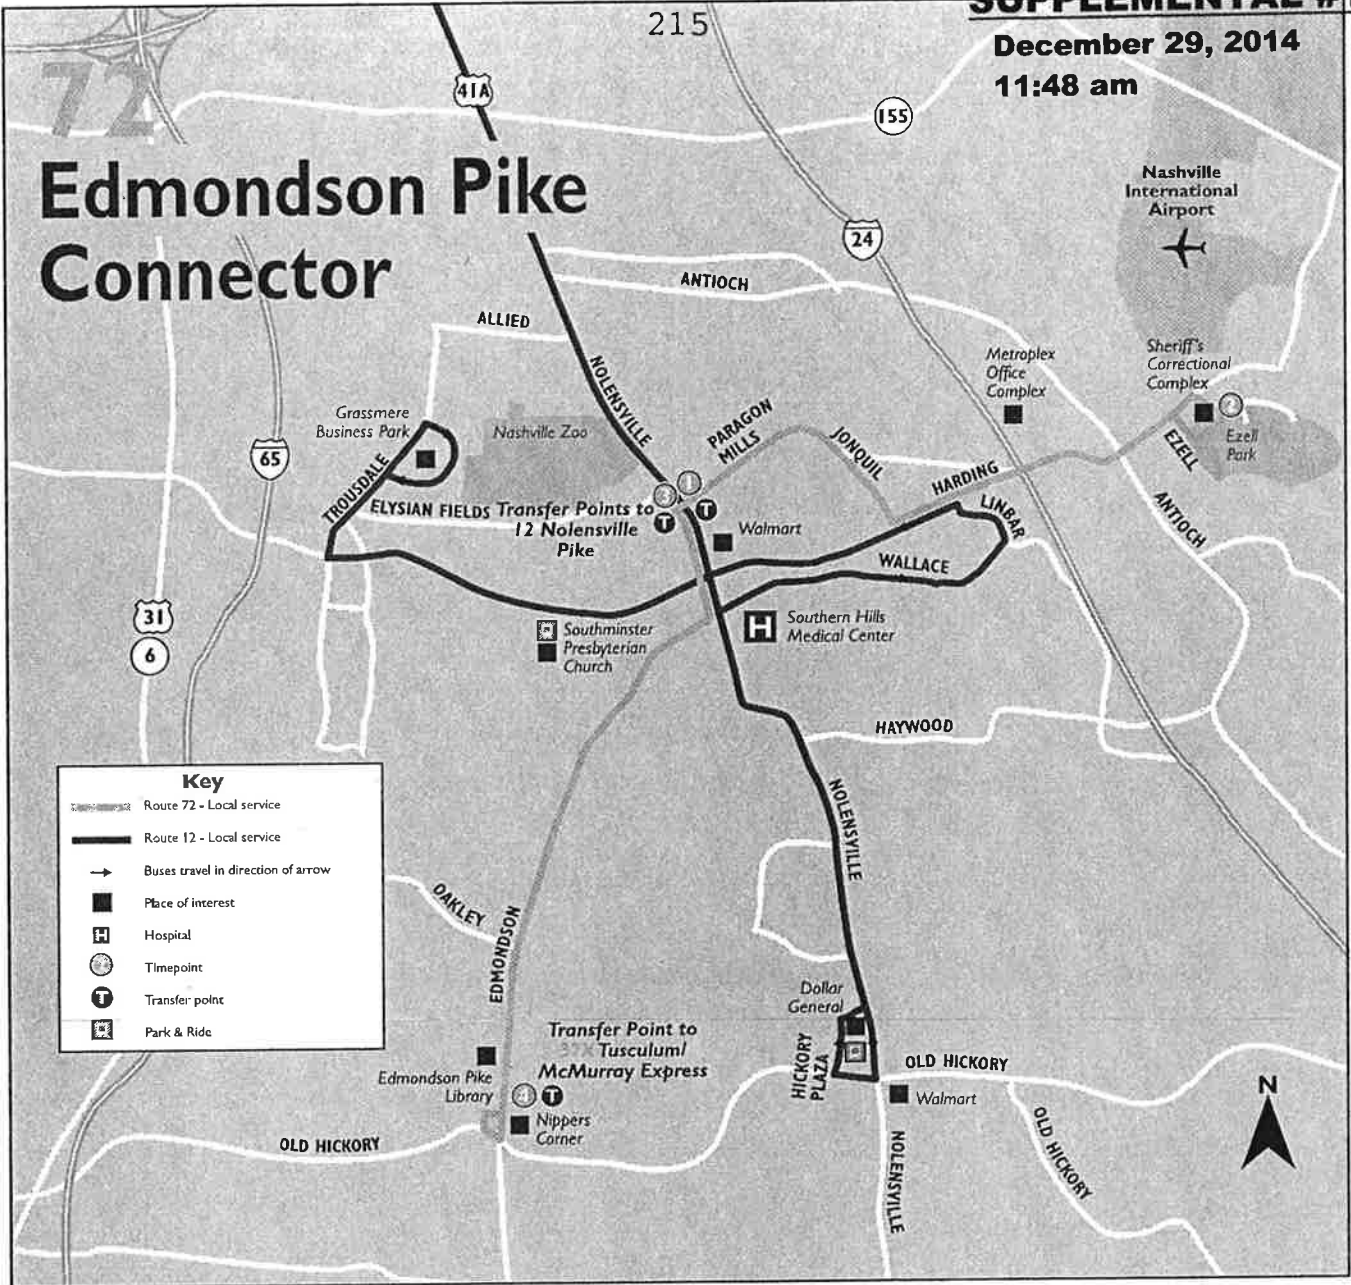 215
SUPPLEMENTAL #
December 29, 2014
11:48 am
72
Edmondson Pike
Connector
41A
155
24
65
31
6
Nashville
International
Airport
ANTIOCH
ALLIED
NOLENSVILLE
Metroplex
Office
Complex
Sheriff's
Correctional
Complex
2
Ezell
Park
EZELL
Grassmere
Business Park
Nashville Zoo
PARAGON
MILLS
JONQUIL
HARDING
LINBAR
ANTIOCH
TROUSDALE
ELYSIAN FIELDS
Transfer Points to
12 Nolensville
Pike
3
1
T
T
Walmart
WALLACE
H
Southern Hills
Medical Center
Southminster
Presbyterian
Church
HAYWOOD
NOLENSVILLE
Key
Route 72 - Local service
Route 12 - Local service
Buses travel in direction of arrow
Place of interest
H
Hospital
Timepoint
T
Transfer point
Park & Ride
OAKLEY
EDMONDSON
Dollar
General
HICKORY
PLAZA
OLD HICKORY
Walmart
Transfer Point to
37X Tusculum/
McMurray Express
Edmondson Pike
Library
4
T
Nippers
Corner
OLD HICKORY
NOLENSVILLE
OLD HICKORY
N